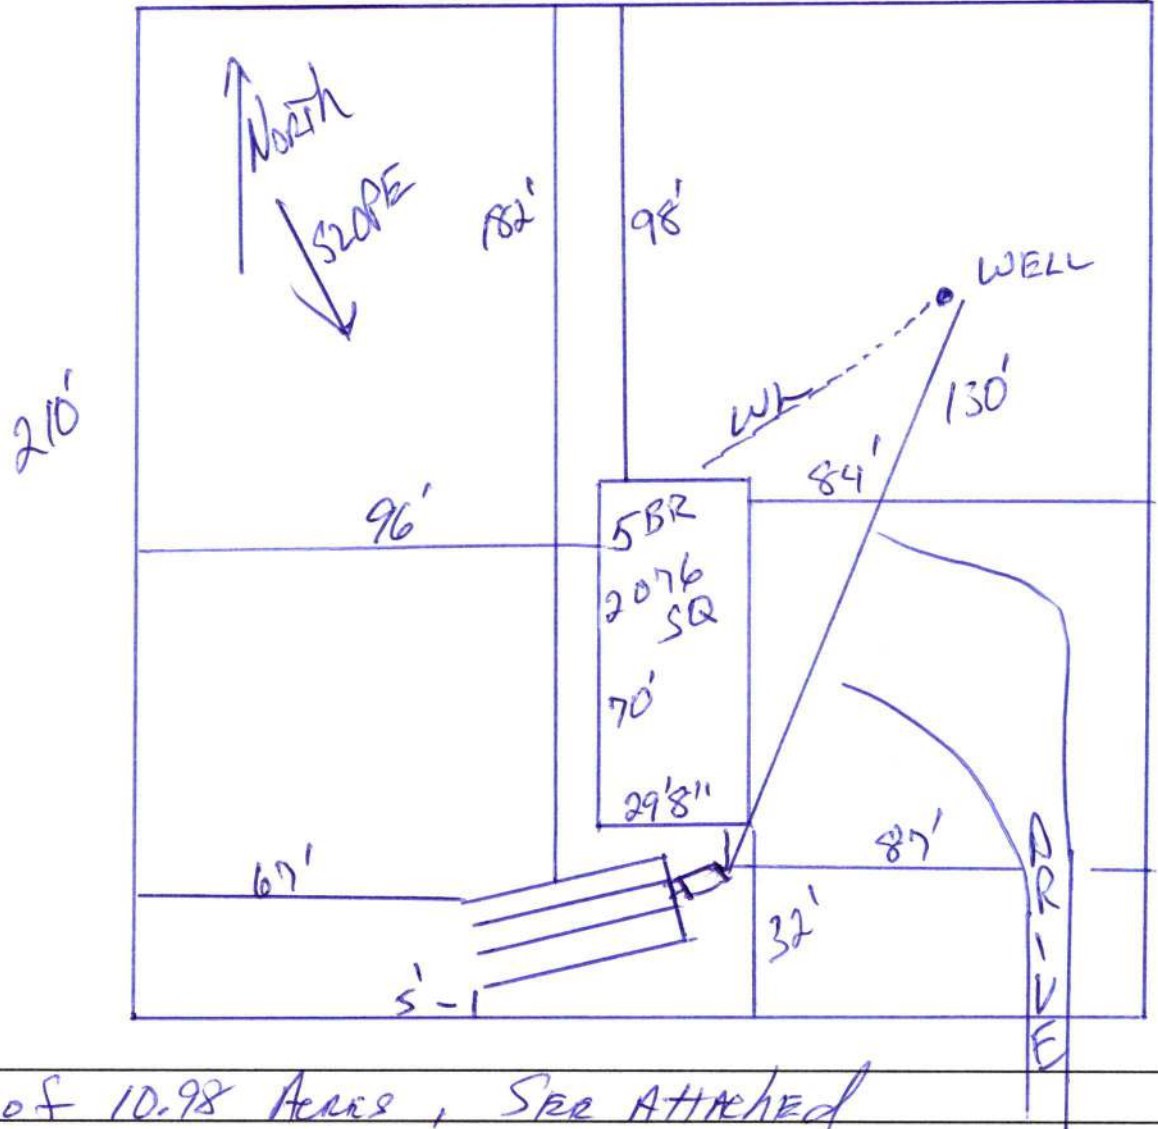 North
SLOPE
182'
98'
WELL
210'
WL
130'
84'
96'
5BR
2076
SQ
70'
29'8"
87'
67'
32'
5'
DRIVE
of 10.98 Acres, SEE AttAched